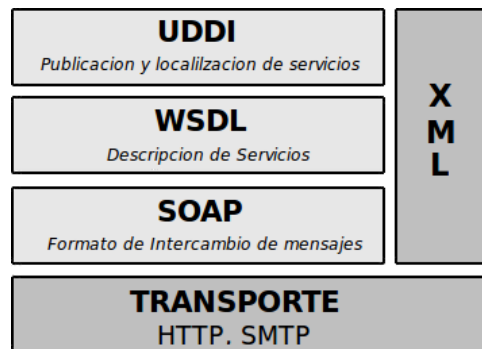 UDDI
Publicacion y localilzacion de servicios
WSDL
Descripcion de Servicios
SOAP
Formato de Intercambio de mensajes
X
M
L
TRANSPORTE
HTTP. SMTP